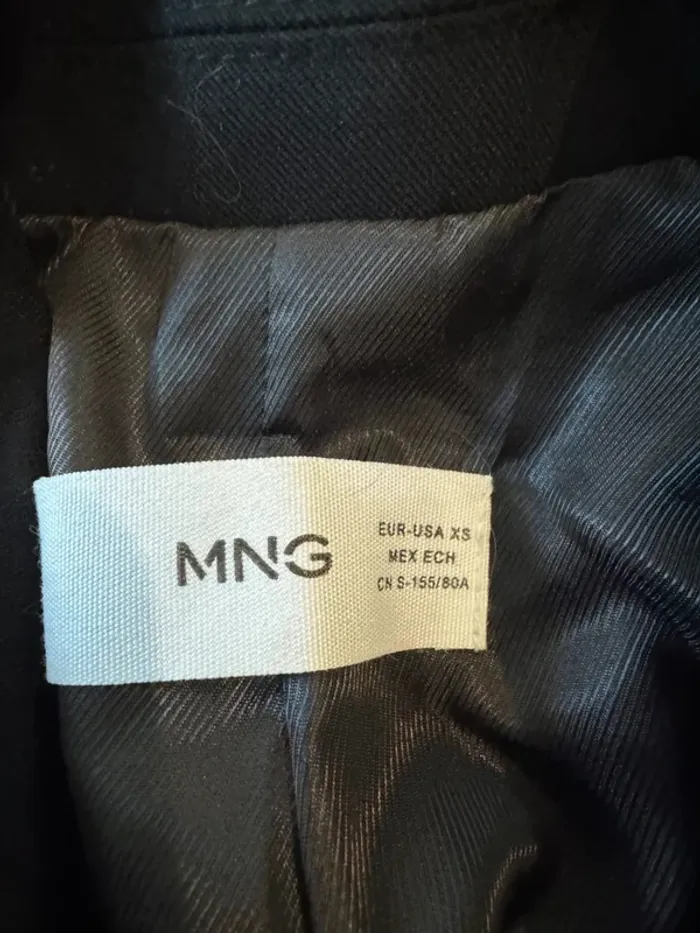 MNG
EUR-USA XS
MEX ECH
CN S-155/80A